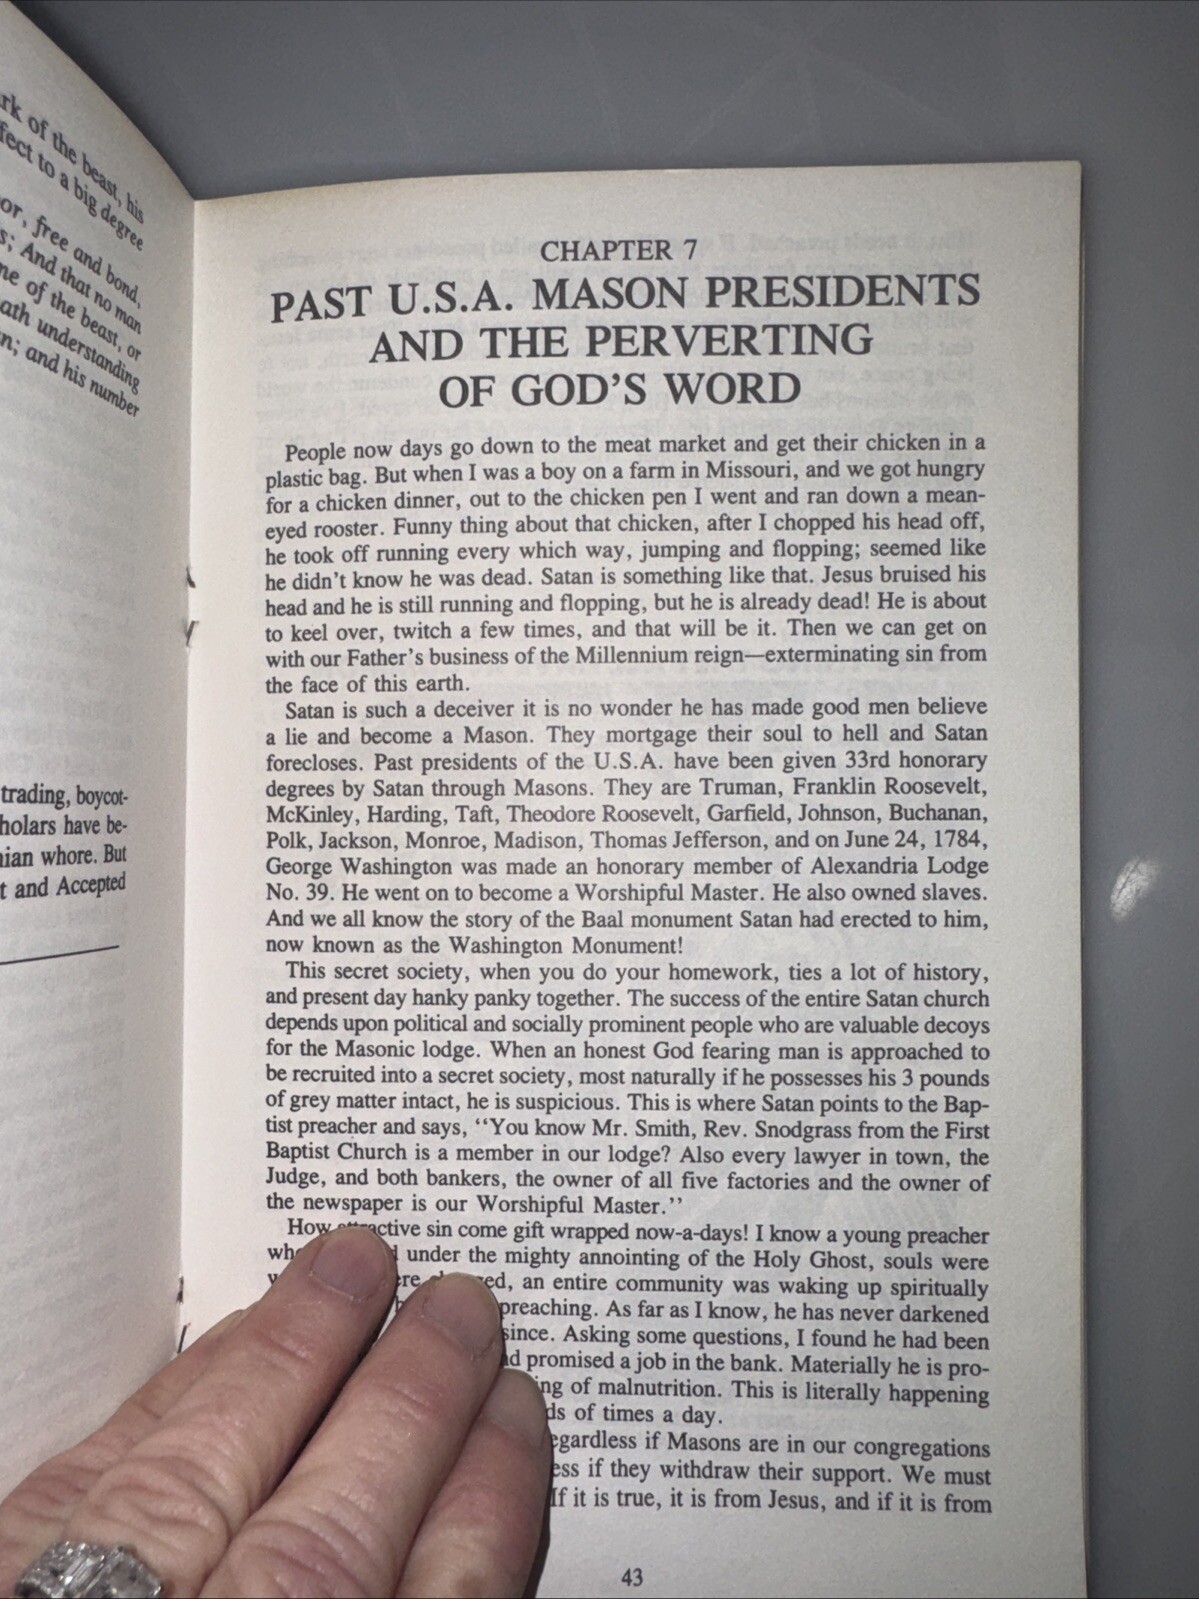 rk of the beast, his
fect to a big degree
or, free and bond,
s; And that no man
ne of the beast, or
ath understanding
n; and his number
trading, boycot-
holars have be-
nian whore. But
t and Accepted
CHAPTER 7
PAST U.S.A. MASON PRESIDENTS
AND THE PERVERTING
OF GOD'S WORD
People now days go down to the meat market and get their chicken in a
plastic bag. But when I was a boy on a farm in Missouri, and we got hungry
for a chicken dinner, out to the chicken pen I went and ran down a mean-
eyed rooster. Funny thing about that chicken, after I chopped his head off,
he took off running every which way, jumping and flopping; seemed like
he didn't know he was dead. Satan is something like that. Jesus bruised his
head and he is still running and flopping, but he is already dead! He is about
to keel over, twitch a few times, and that will be it. Then we can get on
with our Father's business of the Millennium reign—exterminating sin from
the face of this earth.
Satan is such a deceiver it is no wonder he has made good men believe
a lie and become a Mason. They mortgage their soul to hell and Satan
forecloses. Past presidents of the U.S.A. have been given 33rd honorary
degrees by Satan through Masons. They are Truman, Franklin Roosevelt,
McKinley, Harding, Taft, Theodore Roosevelt, Garfield, Johnson, Buchanan,
Polk, Jackson, Monroe, Madison, Thomas Jefferson, and on June 24, 1784,
George Washington was made an honorary member of Alexandria Lodge
No. 39. He went on to become a Worshipful Master. He also owned slaves.
And we all know the story of the Baal monument Satan had erected to him,
now known as the Washington Monument!
This secret society, when you do your homework, ties a lot of history,
and present day hanky panky together. The success of the entire Satan church
depends upon political and socially prominent people who are valuable decoys
for the Masonic lodge. When an honest God fearing man is approached to
be recruited into a secret society, most naturally if he possesses his 3 pounds
of grey matter intact, he is suspicious. This is where Satan points to the Bap-
tist preacher and says, "You know Mr. Smith, Rev. Snodgrass from the First
Baptist Church is a member in our lodge? Also every lawyer in town, the
Judge, and both bankers, the owner of all five factories and the owner of
the newspaper is our Worshipful Master."
How attractive sin come gift wrapped now-a-days! I know a young preacher
under the mighty annointing of the Holy Ghost, souls were
an entire community was waking up spiritually
preaching. As far as I know, he has never darkened
since. Asking some questions, I found he had been
promised a job in the bank. Materially he is pro-
ing of malnutrition. This is literally happening
ds of times a day.
egardless if Masons are in our congregations
ess if they withdraw their support. We must
If it is true, it is from Jesus, and if it is from
43